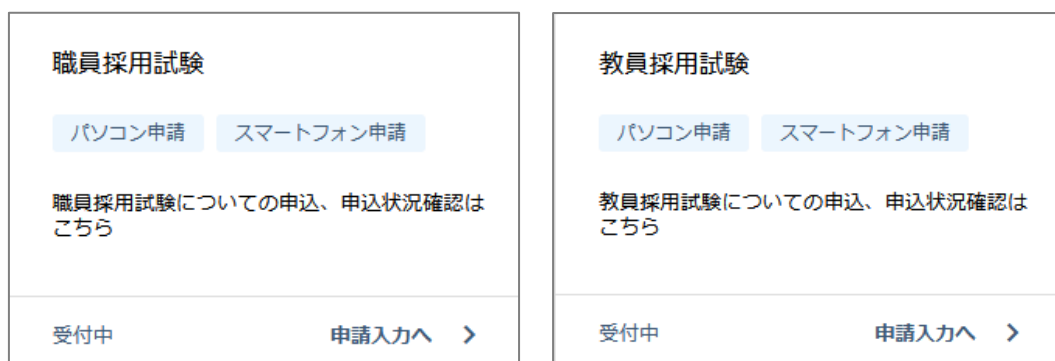 職員採用試験
パソコン申請 スマートフォン申請
職員採用試験についての申込、申込状況確認は
こちら
受付中 申請入力へ
教員採用試験
パソコン申請 スマートフォン申請
教員採用試験についての申込、申込状況確認は
こちら
受付中 申請入力へ